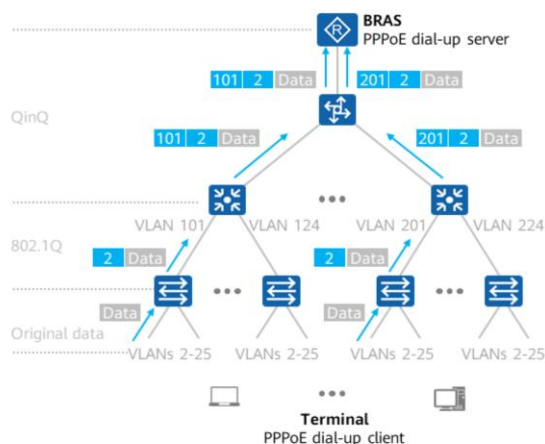 BRAS
PPPoE dial-up server
R
101 2 Data
201 2 Data
QinQ
101 2 Data
201 2 Data
VLAN 101
VLAN 124
VLAN 201
VLAN 224
802.1Q
2 Data
2 Data
Data
Data
Original data
VLANs 2-25
VLANs 2-25
VLANs 2-25
VLANs 2-25
Terminal
PPPoE dial-up client